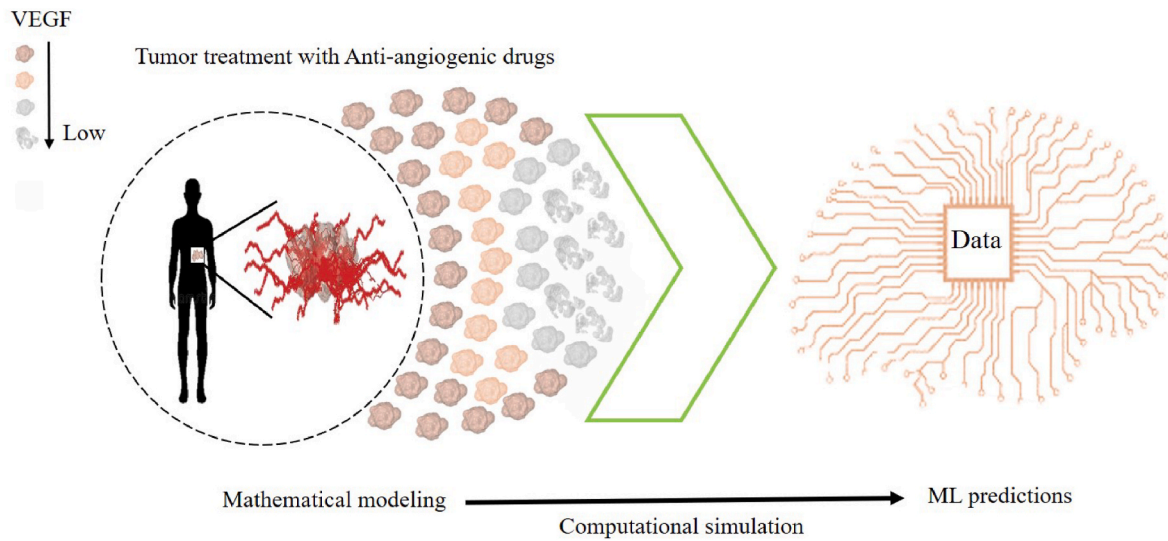 VEGF
Tumor treatment with Anti-angiogenic drugs
Low
Data
Mathematical modeling
ML predictions
Computational simulation